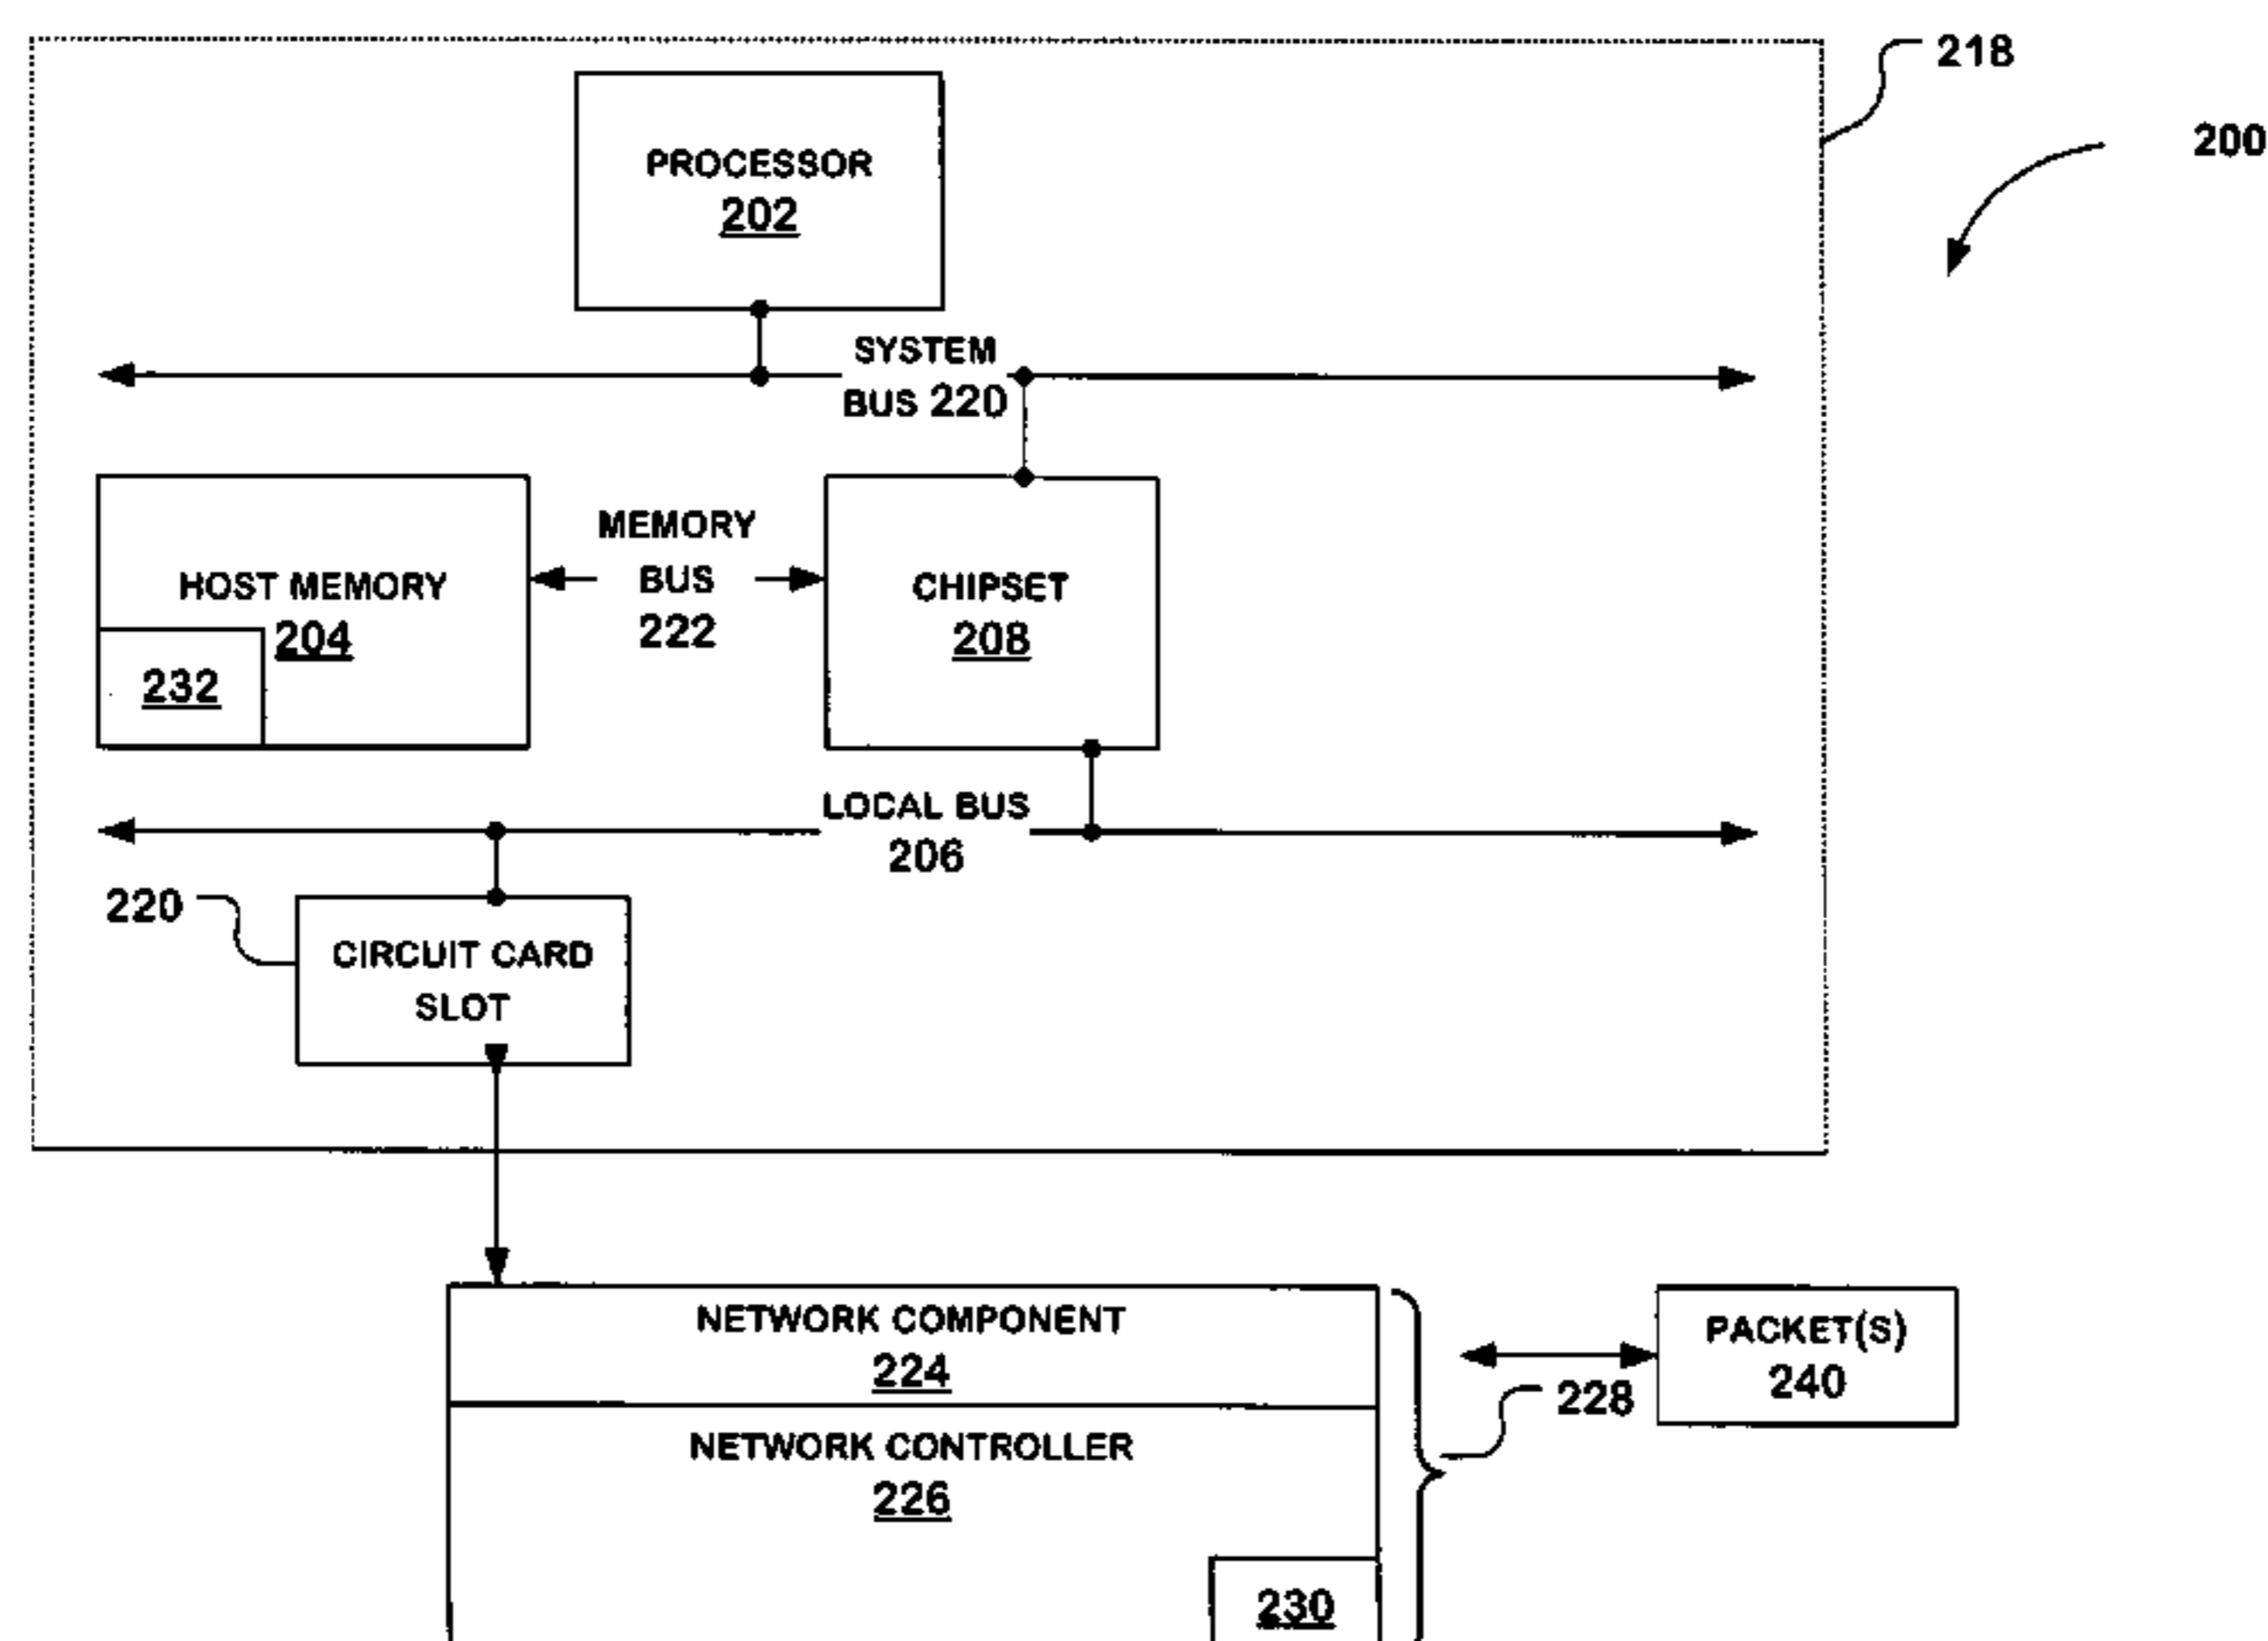 218
200
PROCESSOR
202
SYSTEM
BUS 220
MEMORY
BUS
222
HOST MEMORY
204
232
CHIPSET
208
LOCAL BUS
206
220
CIRCUIT CARD
SLOT
NETWORK COMPONENT
224
PACKET(S)
240
228
NETWORK CONTROLLER
226
230